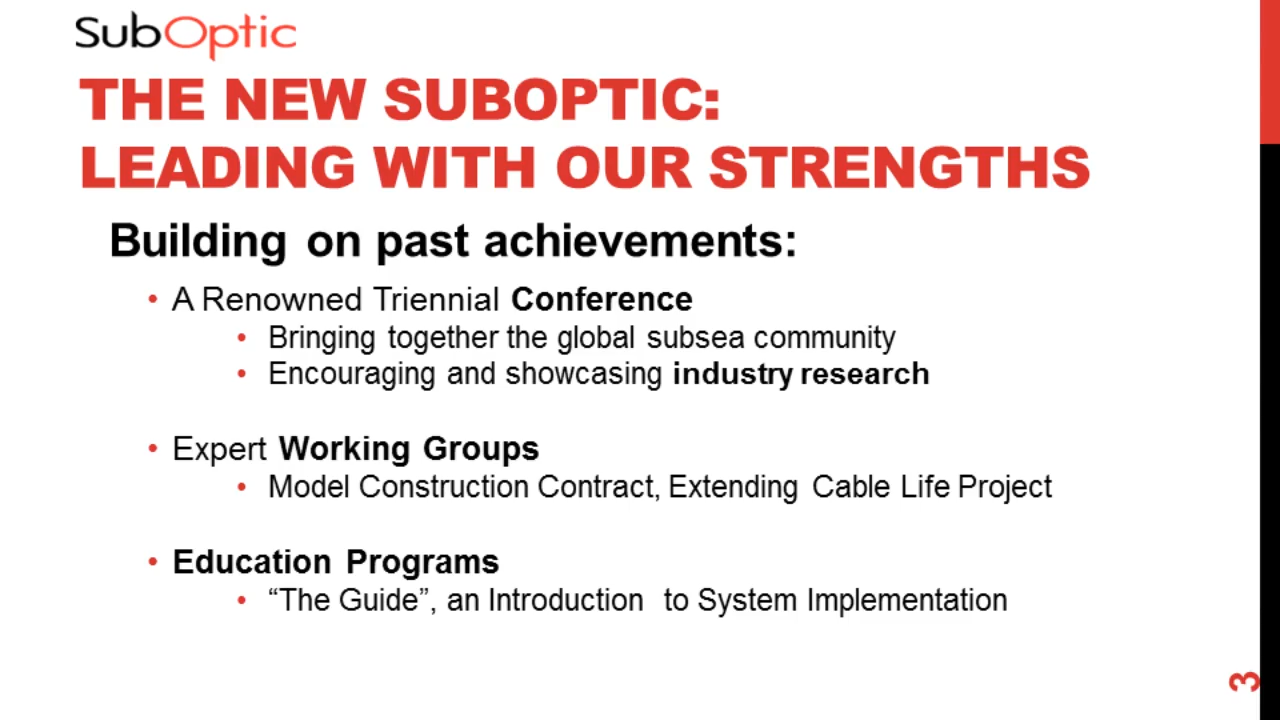 SubOptic
THE NEW SUBOPTIC:
LEADING WITH OUR STRENGTHS
Building on past achievements:
• A Renowned Triennial Conference
• Bringing together the global subsea community
• Encouraging and showcasing industry research
• Expert Working Groups
• Model Construction Contract, Extending Cable Life Project
• Education Programs
• “The Guide”, an Introduction to System Implementation
3